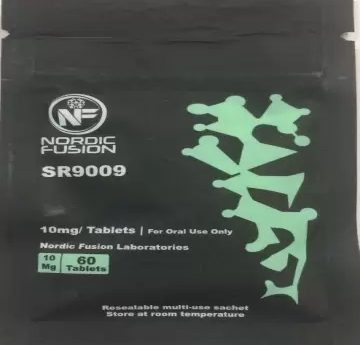 NF
NORDIC
FUSION
SR9009
10mg/ Tablets | For Oral Use Only
Nordic Fusion Laboratories
10 Mg 60 Tablets
Resealable multi-use sachet
Store at room temperature